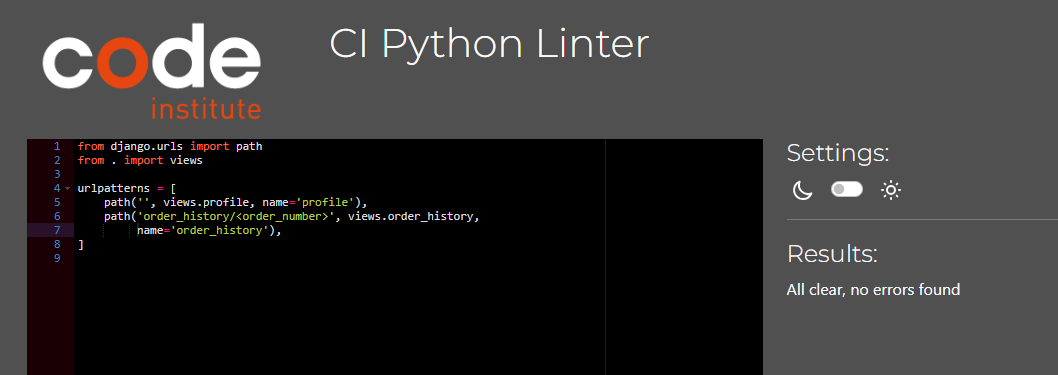 code
institute
CI Python Linter
1 from django.urls import path
2 from . import views
3
4 urlpatterns = [
5     path('', views.profile, name='profile'),
6     path('order_history/<order_number>', views.order_history,
7          name='order_history'),
8 ]
9
Settings:
Results:
All clear, no errors found